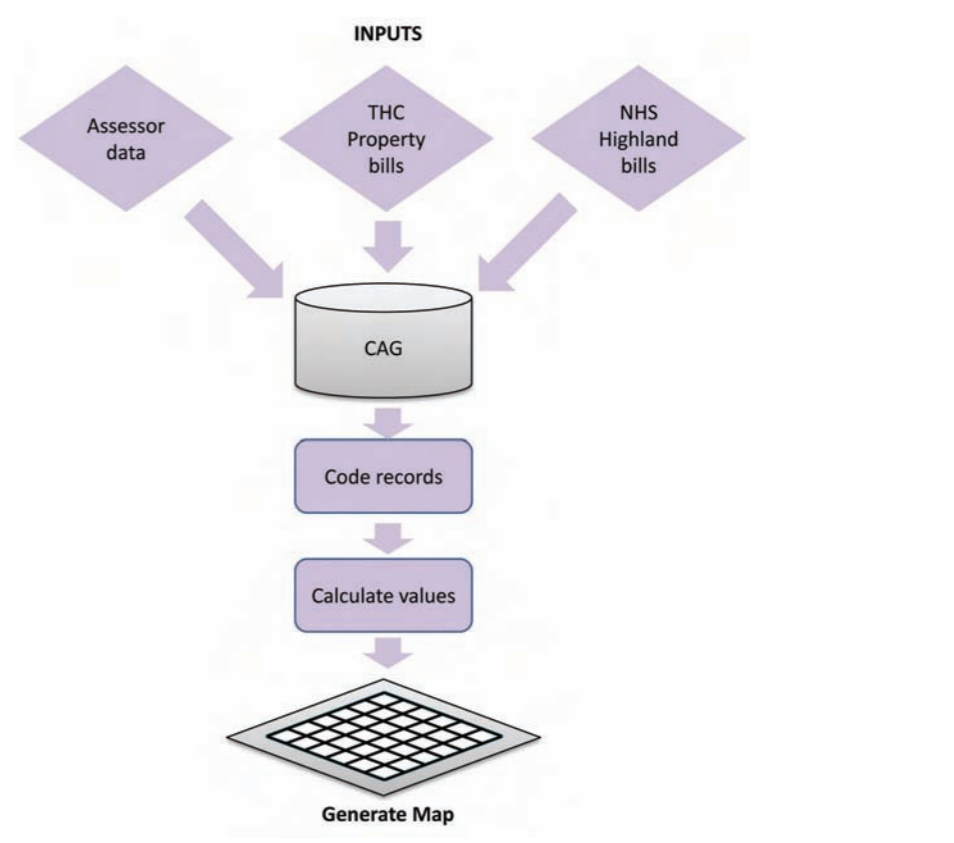 INPUTS
Assessor
data
THC
Property
bills
NHS
Highland
bills
CAG
Code records
Calculate values
Generate Map